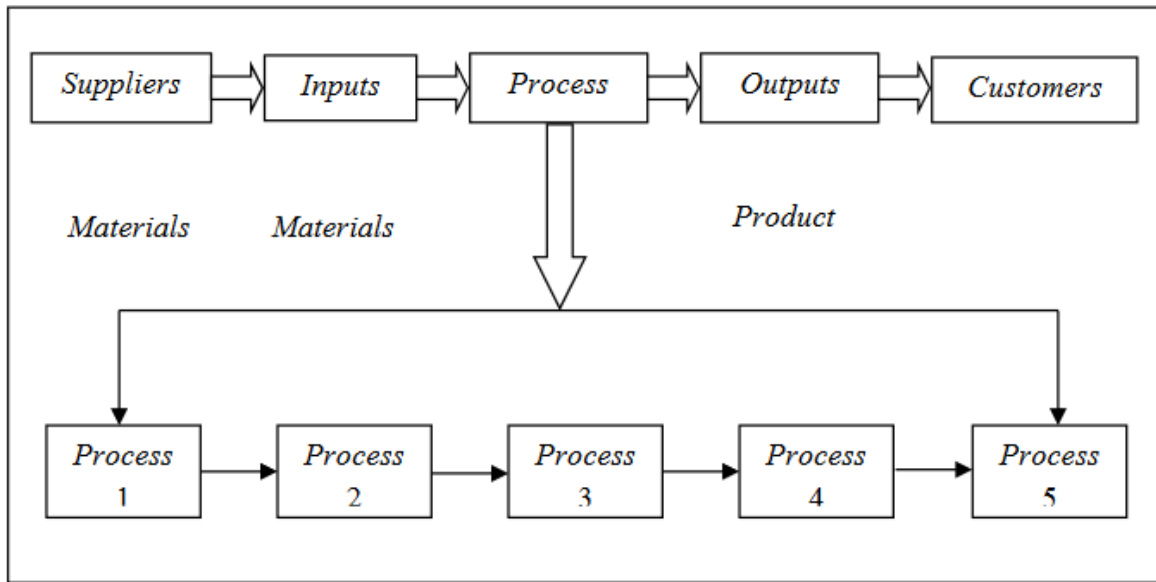 Suppliers
Inputs
Process
Outputs
Customers
Materials
Materials
Product
Process
1
Process
2
Process
3
Process
4
Process
5